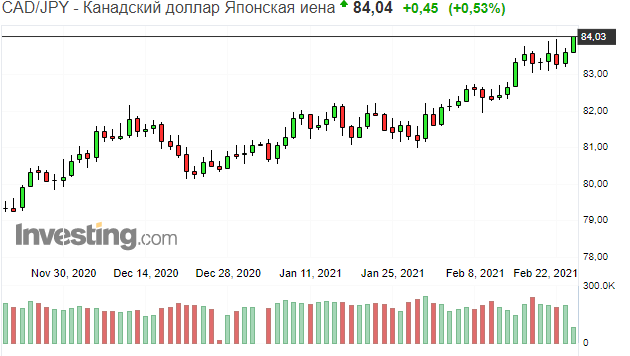 CAD/JPY - Канадский доллар Японская иена 84,04 +0,45 (+0,53%)
84,03
83,00
82,00
81,00
80,00
79,00
Investing.com
78,00
Nov 30, 2020 Dec 14, 2020 Dec 28, 2020 Jan 11, 2021 Jan 25, 2021 Feb 8, 2021 Feb 22, 2021
300.0K
0